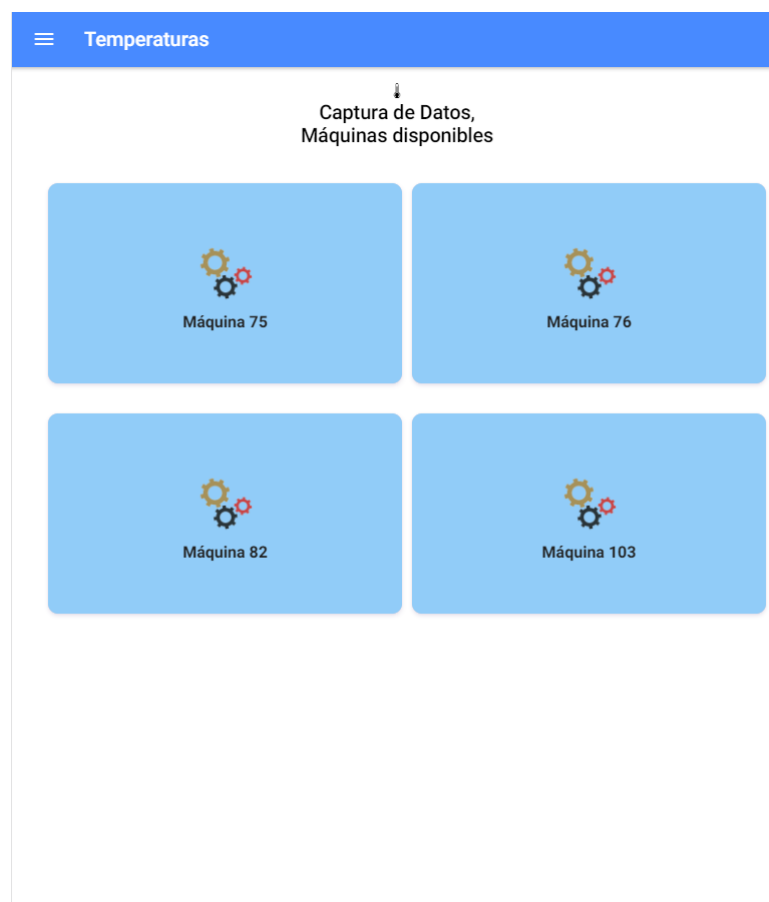 Temperaturas
Captura de Datos,
Máquinas disponibles
Máquina 75
Máquina 76
Máquina 82
Máquina 103